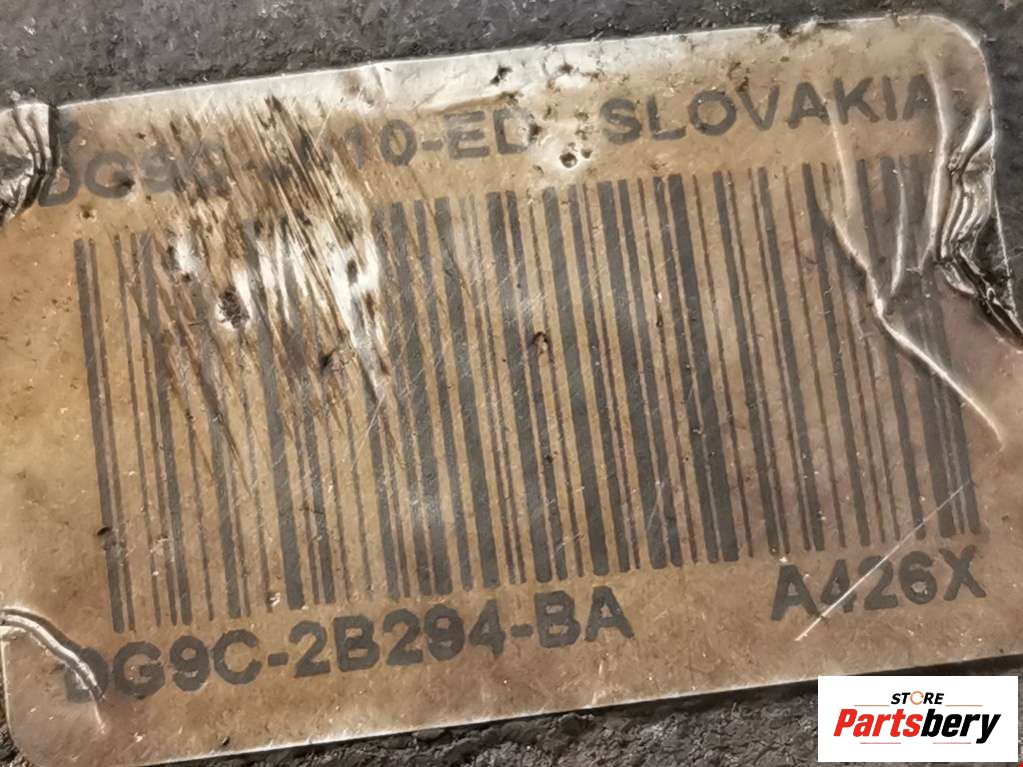 SLOVAKIA
DG9C-2B294-BA A426X
STORE
Partsbery